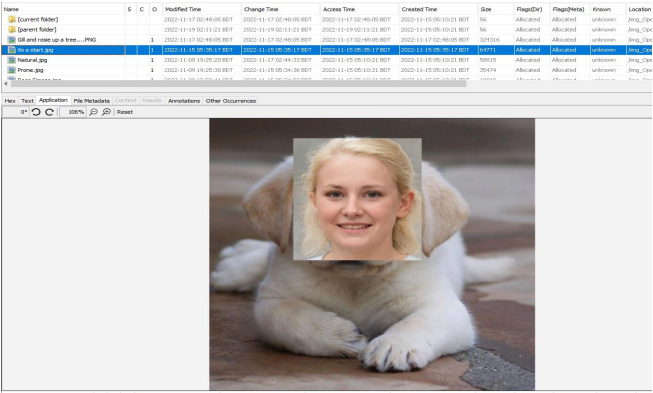 Name S C O Modified Time Change Time Access Time Created Time Size Flags(Dir) Flags(Meta) Known Location
[current folder] 2022-11-17 02:48:05 BDT 2022-11-17 02:48:05 BDT 2022-11-17 02:48:05 BDT 2022-11-15 05:10:21 BDT 56 Allocated Allocated unknown /img_Ope
[parent folder] 2022-11-19 02:11:21 BDT 2022-11-19 02:11:21 BDT 2022-11-19 02:11:21 BDT 2022-11-15 05:10:21 BDT 56 Allocated Allocated unknown /img_Ope
Gill and rosie up a tree....PNG 1 2022-11-17 02:48:05 BDT 2022-11-17 02:48:05 BDT 2022-11-17 02:48:05 BDT 2022-11-17 02:48:05 BDT 324316 Allocated Allocated unknown /img_Ope
its a start.jpg 1 2022-11-15 05:35:17 BDT 2022-11-15 05:35:17 BDT 2022-11-15 05:35:17 BDT 2022-11-15 05:35:17 BDT 64771 Allocated Allocated unknown /img_Ope
Natural.jpg 1 2022-11-09 19:25:20 BDT 2022-11-17 02:44:33 BDT 2022-11-15 05:10:21 BDT 2022-11-15 05:10:21 BDT 58815 Allocated Allocated unknown /img_Ope
Prone.jpg 1 2022-11-09 19:25:30 BDT 2022-11-15 05:34:36 BDT 2022-11-15 05:10:21 BDT 2022-11-15 05:10:21 BDT 35474 Allocated Allocated unknown /img_Ope
Hex Text Application File Metadata Context Results Annotations Other Occurrences
0° 106% Reset